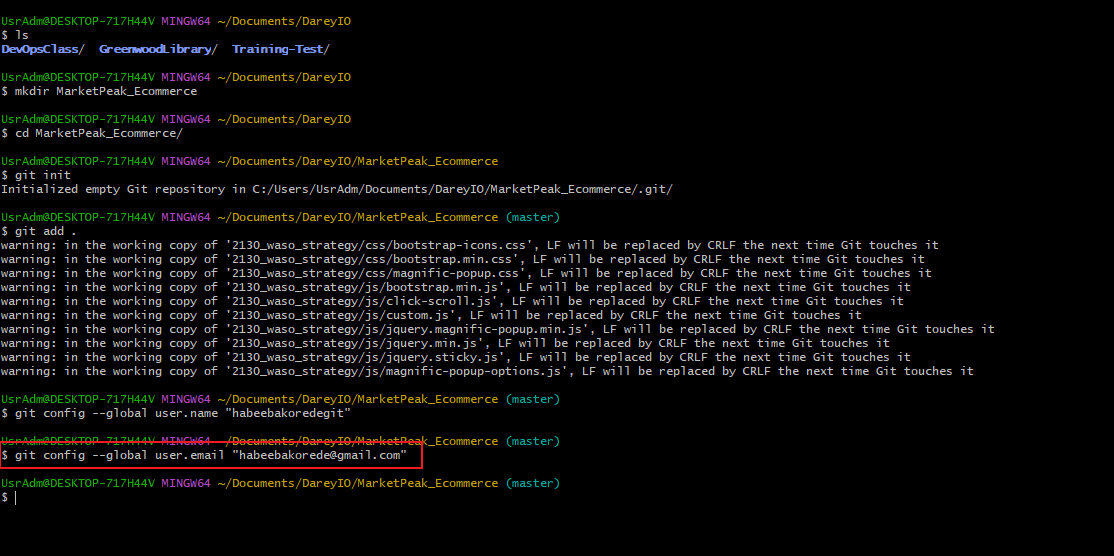 UsrAdm@DESKTOP-717H44V MINGW64 ~/Documents/DareyIO
$ ls
DevOpsClass/  GreenwoodLibrary/  Training-Test/
UsrAdm@DESKTOP-717H44V MINGW64 ~/Documents/DareyIO
$ mkdir MarketPeak_Ecommerce
UsrAdm@DESKTOP-717H44V MINGW64 ~/Documents/DareyIO
$ cd MarketPeak_Ecommerce/
UsrAdm@DESKTOP-717H44V MINGW64 ~/Documents/DareyIO/MarketPeak_Ecommerce
$ git init
Initialized empty Git repository in C:/Users/UsrAdm/Documents/DareyIO/MarketPeak_Ecommerce/.git/
UsrAdm@DESKTOP-717H44V MINGW64 ~/Documents/DareyIO/MarketPeak_Ecommerce (master)
$ git add .
warning: in the working copy of '2130_waso_strategy/css/bootstrap-icons.css', LF will be replaced by CRLF the next time Git touches it
warning: in the working copy of '2130_waso_strategy/css/bootstrap.min.css', LF will be replaced by CRLF the next time Git touches it
warning: in the working copy of '2130_waso_strategy/css/magnific-popup.css', LF will be replaced by CRLF the next time Git touches it
warning: in the working copy of '2130_waso_strategy/js/bootstrap.min.js', LF will be replaced by CRLF the next time Git touches it
warning: in the working copy of '2130_waso_strategy/js/click-scroll.js', LF will be replaced by CRLF the next time Git touches it
warning: in the working copy of '2130_waso_strategy/js/custom.js', LF will be replaced by CRLF the next time Git touches it
warning: in the working copy of '2130_waso_strategy/js/jquery.magnific-popup.min.js', LF will be replaced by CRLF the next time Git touches it
warning: in the working copy of '2130_waso_strategy/js/jquery.min.js', LF will be replaced by CRLF the next time Git touches it
warning: in the working copy of '2130_waso_strategy/js/jquery.sticky.js', LF will be replaced by CRLF the next time Git touches it
warning: in the working copy of '2130_waso_strategy/js/magnific-popup-options.js', LF will be replaced by CRLF the next time Git touches it
UsrAdm@DESKTOP-717H44V MINGW64 ~/Documents/DareyIO/MarketPeak_Ecommerce (master)
$ git config --global user.name "habeebakoredegit"
UsrAdm@DESKTOP-717H44V MINGW64 ~/Documents/DareyIO/MarketPeak_Ecommerce (master)
$ git config --global user.email "habeebakorede@gmail.com"
UsrAdm@DESKTOP-717H44V MINGW64 ~/Documents/DareyIO/MarketPeak_Ecommerce (master)
$